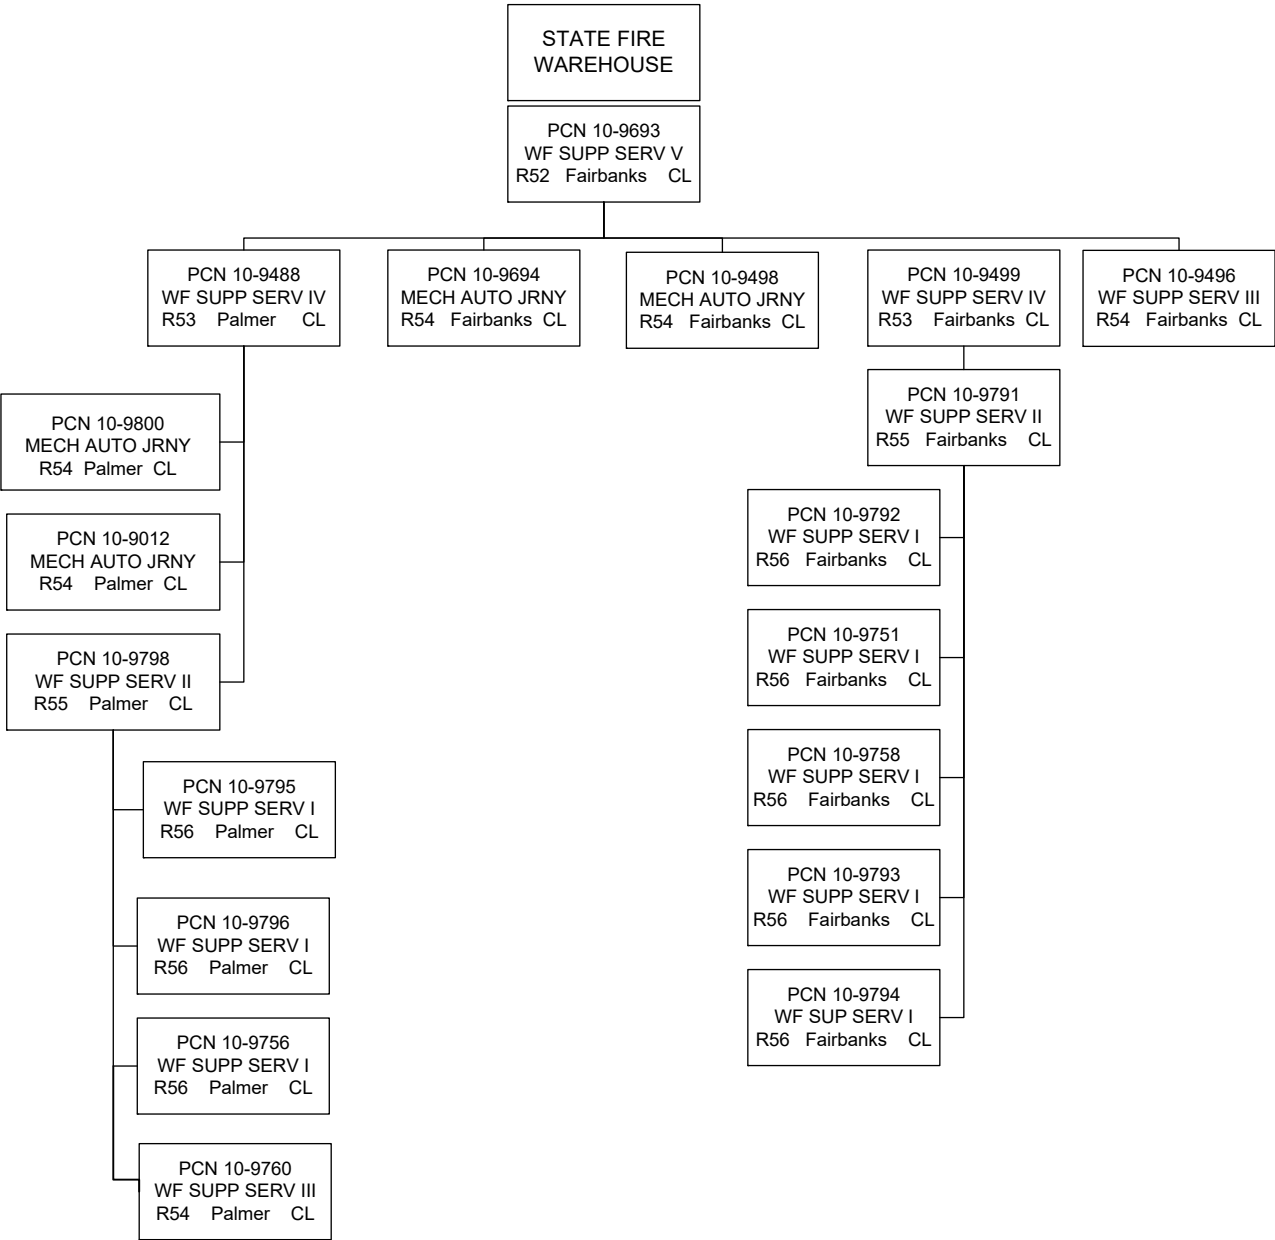 STATE FIRE
WAREHOUSE
PCN 10-9693
WF SUPP SERV V
R52 Fairbanks CL
PCN 10-9488
WF SUPP SERV IV
R53 Palmer CL
PCN 10-9694
MECH AUTO JRNY
R54 Fairbanks CL
PCN 10-9498
MECH AUTO JRNY
R54 Fairbanks CL
PCN 10-9499
WF SUPP SERV IV
R53 Fairbanks CL
PCN 10-9496
WF SUPP SERV III
R54 Fairbanks CL
PCN 10-9800
MECH AUTO JRNY
R54 Palmer CL
PCN 10-9012
MECH AUTO JRNY
R54 Palmer CL
PCN 10-9798
WF SUPP SERV II
R55 Palmer CL
PCN 10-9795
WF SUPP SERV I
R56 Palmer CL
PCN 10-9796
WF SUPP SERV I
R56 Palmer CL
PCN 10-9756
WF SUPP SERV I
R56 Palmer CL
PCN 10-9760
WF SUPP SERV III
R54 Palmer CL
PCN 10-9791
WF SUPP SERV II
R55 Fairbanks CL
PCN 10-9792
WF SUPP SERV I
R56 Fairbanks CL
PCN 10-9751
WF SUPP SERV I
R56 Fairbanks CL
PCN 10-9758
WF SUPP SERV I
R56 Fairbanks CL
PCN 10-9793
WF SUPP SERV I
R56 Fairbanks CL
PCN 10-9794
WF SUP SERV I
R56 Fairbanks CL